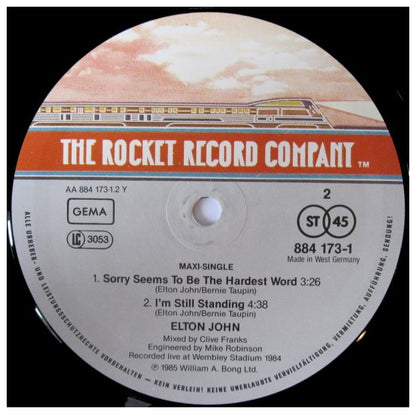 THE ROCKET RECORD COMPANY ™
AA 884 173-1.2 Y
2
GEMA
ST 45
LC 3053
884 173-1
Made in West Germany
MAXI-SINGLE
1. Sorry Seems To Be The Hardest Word 3:26
(Elton John/Bernie Taupin)
2. I'm Still Standing 4:38
(Elton John/Bernie Taupin)
ELTON JOHN
Mixed by Clive Franks
Engineered by Mike Robinson
Recorded live at Wembley Stadium 1984
℗ 1985 William A. Bong Ltd.
ALLE URHEBER- UND LEISTUNGSSCHUTZRECHTE VORBEHALTEN — KEIN VERLEIH! KEINE UNERLAUBTE VERVIELFÄLTIGUNG, VERMIETUNG, AUFFÜHRUNG, SENDUNG!